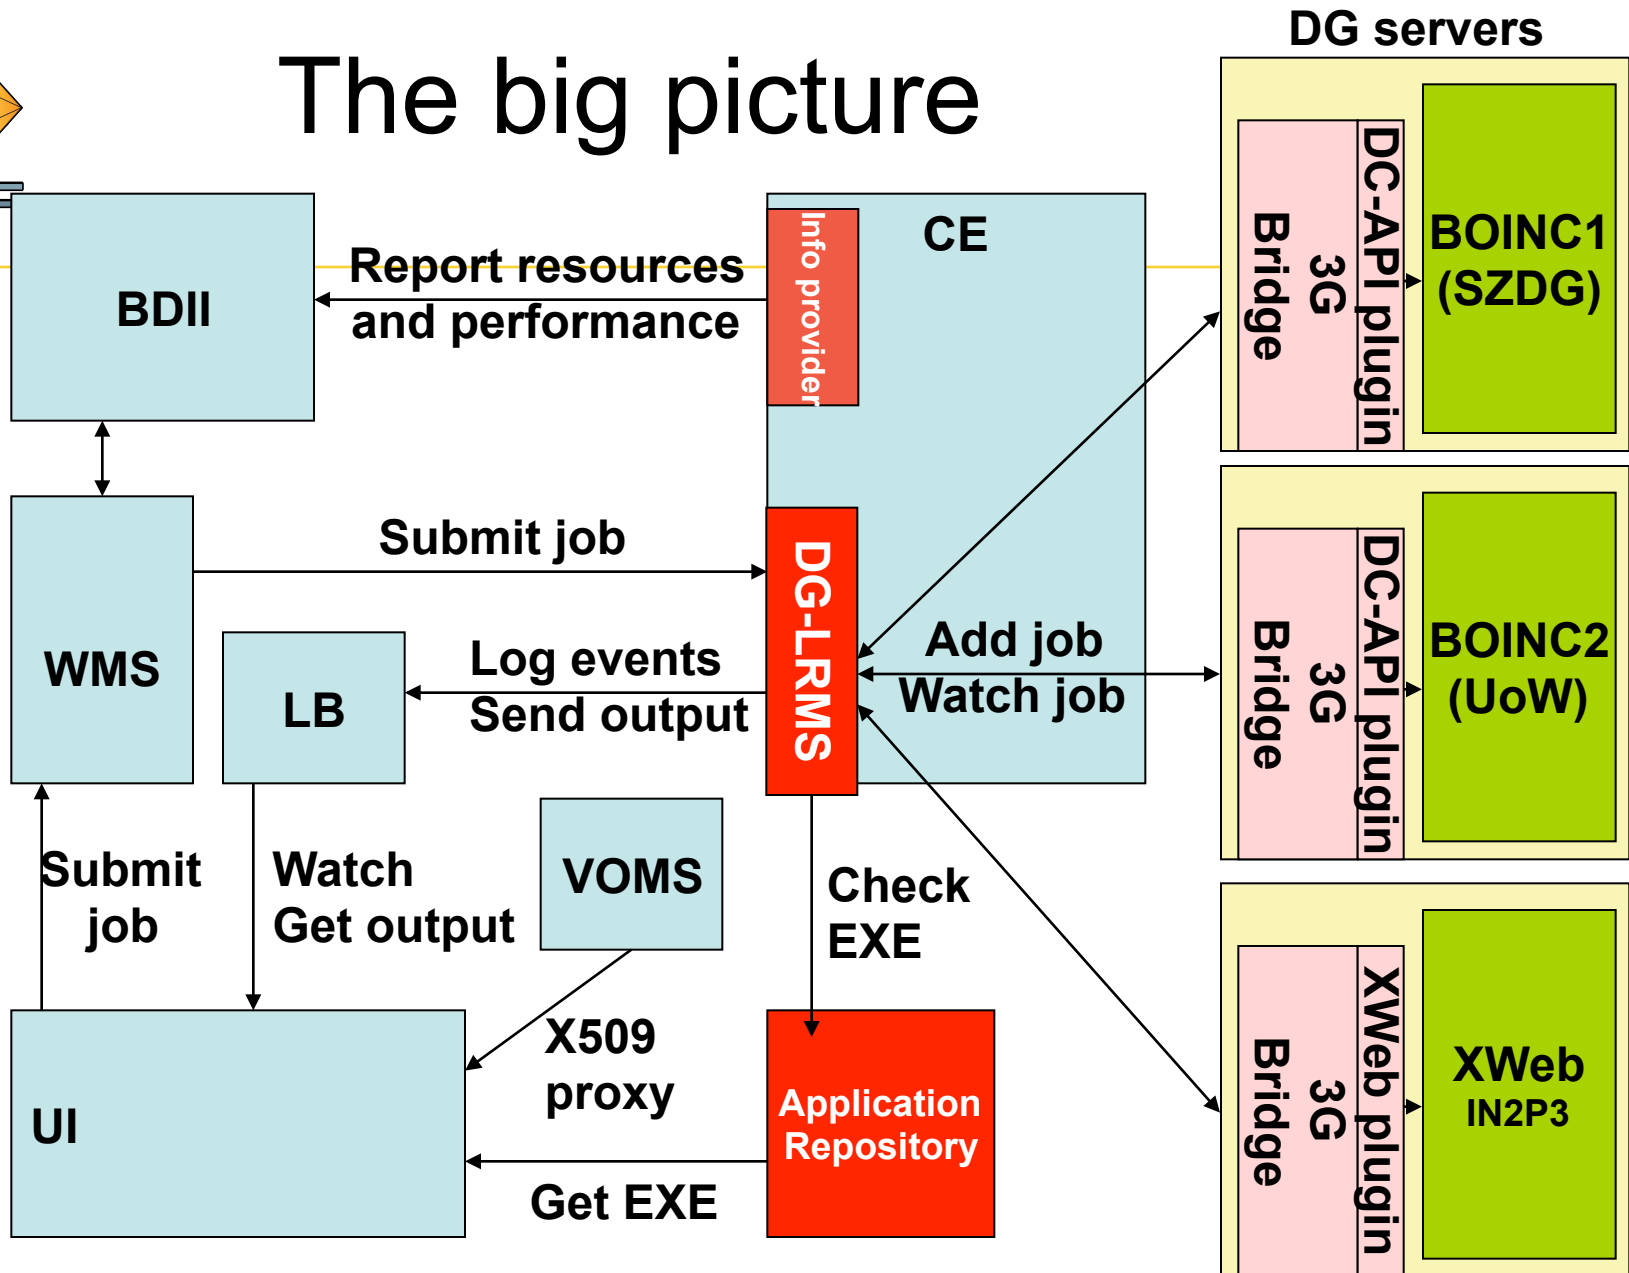 The big picture
DG servers
BDII
Report resources
and performance
Info provider
CE
3G
Bridge
DC-API plugin
BOINC1
(SZDG)
WMS
Submit job
LB
Log events
Send output
DG-LRMS
Add job
Watch job
3G
Bridge
DC-API plugin
BOINC2
(UoW)
Submit
job
Watch
Get output
VOMS
X509
proxy
Check
EXE
UI
Get EXE
Application
Repository
3G
Bridge
XWeb plugin
XWeb
IN2P3